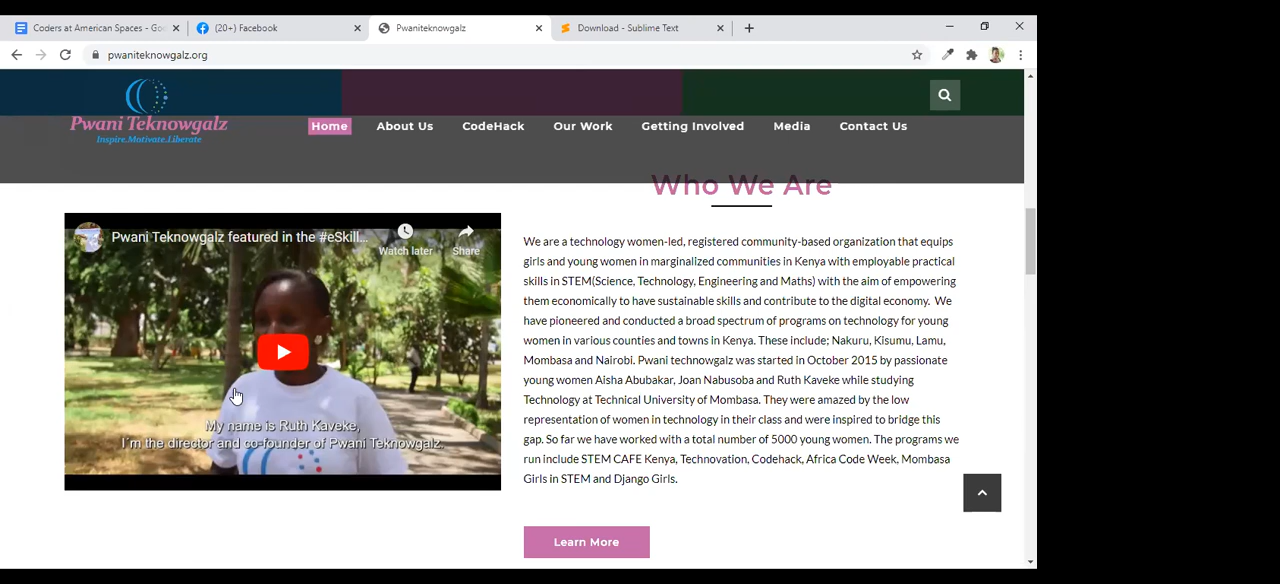 Coders at American Spaces - Goo
(20+) Facebook
Pwaniteknowgalz
Download - Sublime Text
pwaniteknowgalz.org
Pwani Teknowgalz
Inspire.Motivate.Liberate
Home
About Us
CodeHack
Our Work
Getting Involved
Media
Contact Us
Who We Are
Pwani Teknowgalz featured in the #eSkill...
Watch later
Share
My name is Ruth Kaveke,
I´m the director and co-founder of Pwani Teknowgalz.
We are a technology women-led, registered community-based organization that equips
girls and young women in marginalized communities in Kenya with employable practical
skills in STEM(Science, Technology, Engineering and Maths) with the aim of empowering
them economically to have sustainable skills and contribute to the digital economy. We
have pioneered and conducted a broad spectrum of programs on technology for young
women in various counties and towns in Kenya. These include; Nakuru, Kisumu, Lamu,
Mombasa and Nairobi. Pwani technowgalz was started in October 2015 by passionate
young women Aisha Abubakar, Joan Nabusoba and Ruth Kaveke while studying
Technology at Technical University of Mombasa. They were amazed by the low
representation of women in technology in their class and were inspired to bridge this
gap. So far we have worked with a total number of 5000 young women. The programs we
run include STEM CAFE Kenya, Technovation, Codehack, Africa Code Week, Mombasa
Girls in STEM and Django Girls.
Learn More